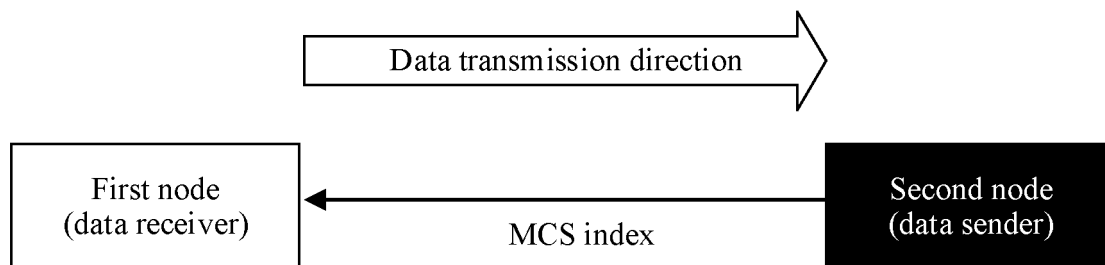 Data transmission direction
First node
(data receiver)
MCS index
Second node
(data sender)